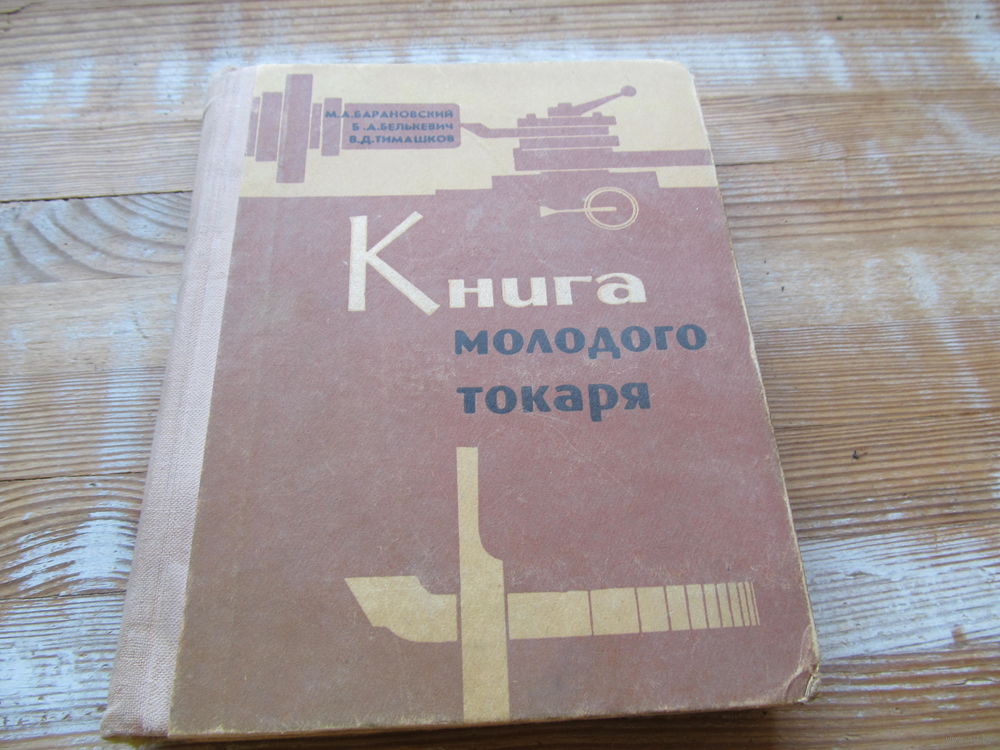 М.А.БАРАНОВСКИЙ
Б.А.БЕЛЬКЕВИЧ
В.Д.ТИМАШКОВ
Книга
молодого
токаря